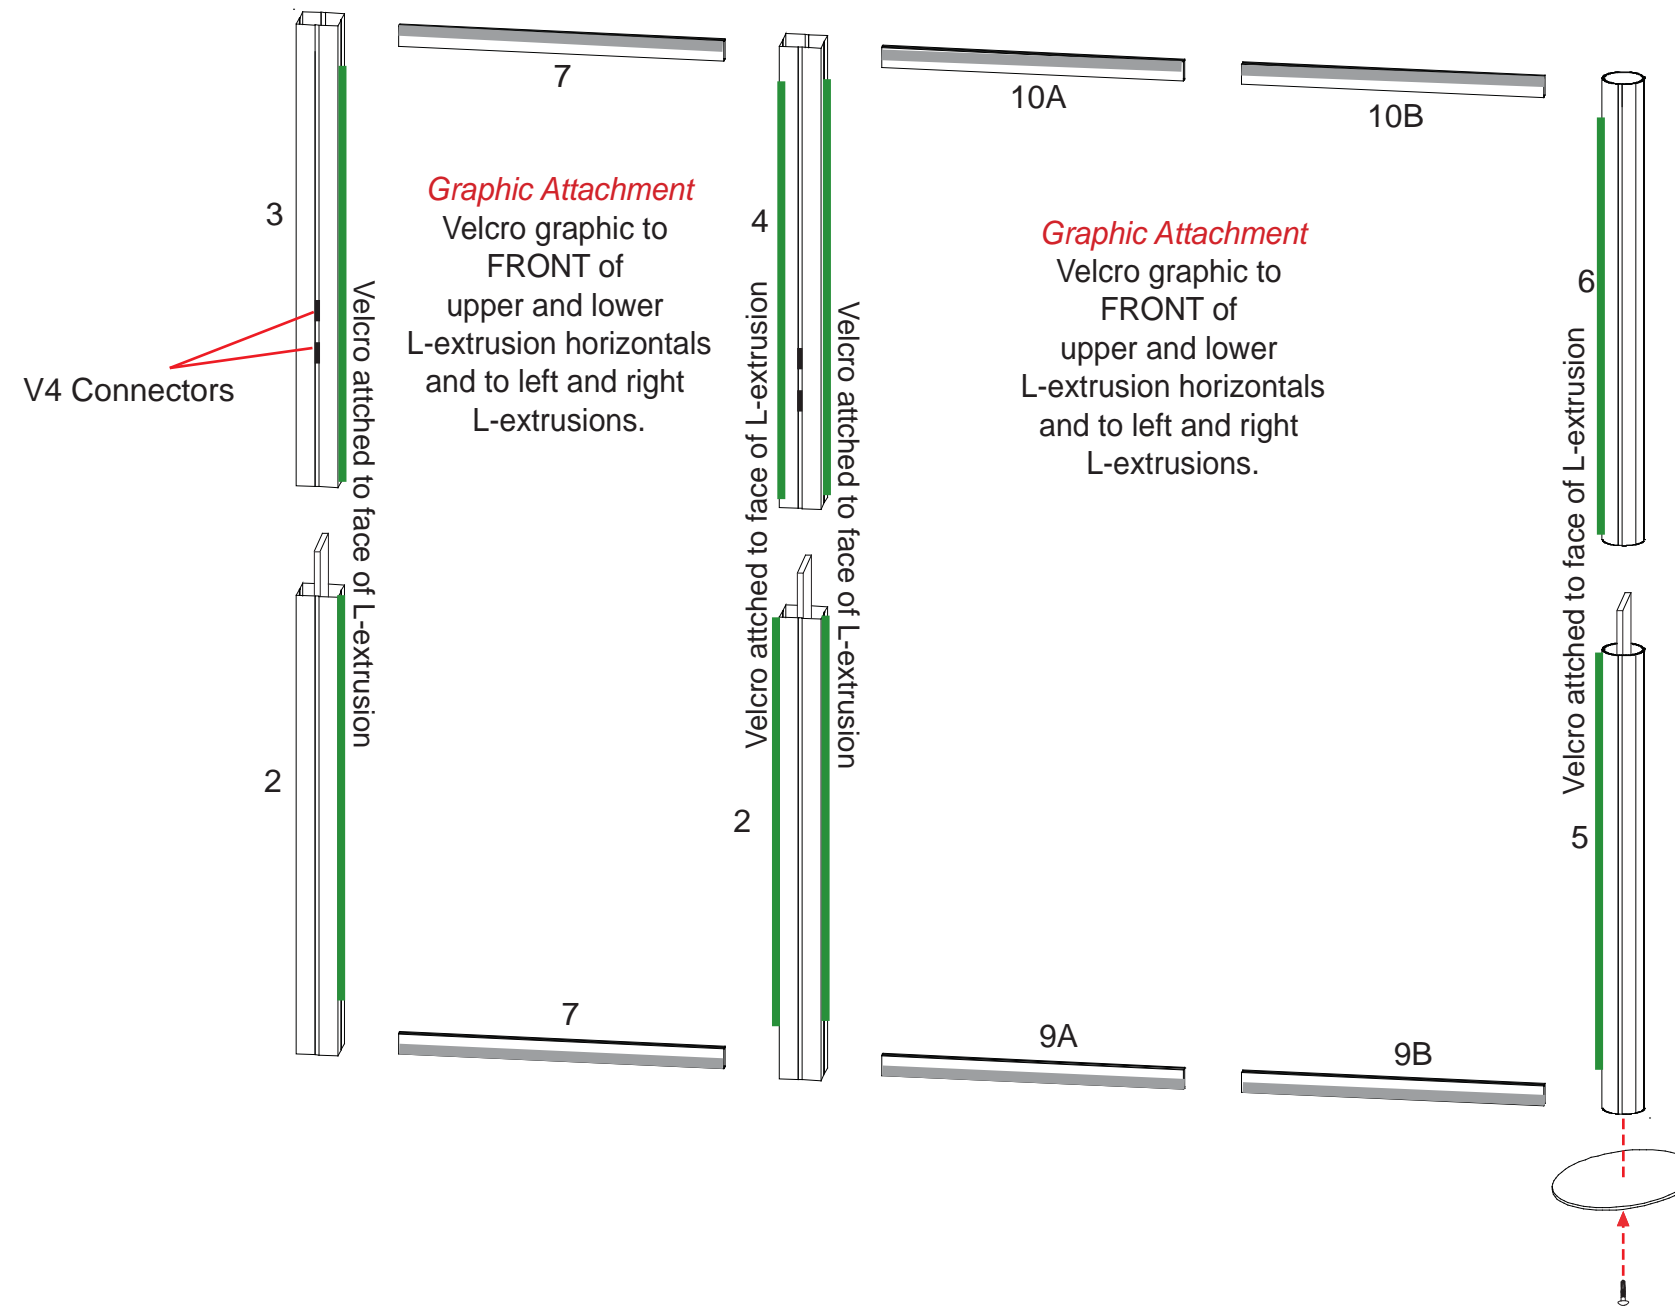 7
10A
10B
3
Graphic Attachment
Velcro graphic to
FRONT of
upper and lower
L-extrusion horizontals
and to left and right
L-extrusions.
4
Graphic Attachment
Velcro graphic to
FRONT of
upper and lower
L-extrusion horizontals
and to left and right
L-extrusions.
6
V4 Connectors
Velcro attched to face of L-extrusion
Velcro attched to face of L-extrusion
Velcro attched to face of L-extrusion
Velcro attched to face of L-extrusion
2
2
5
7
9A
9B